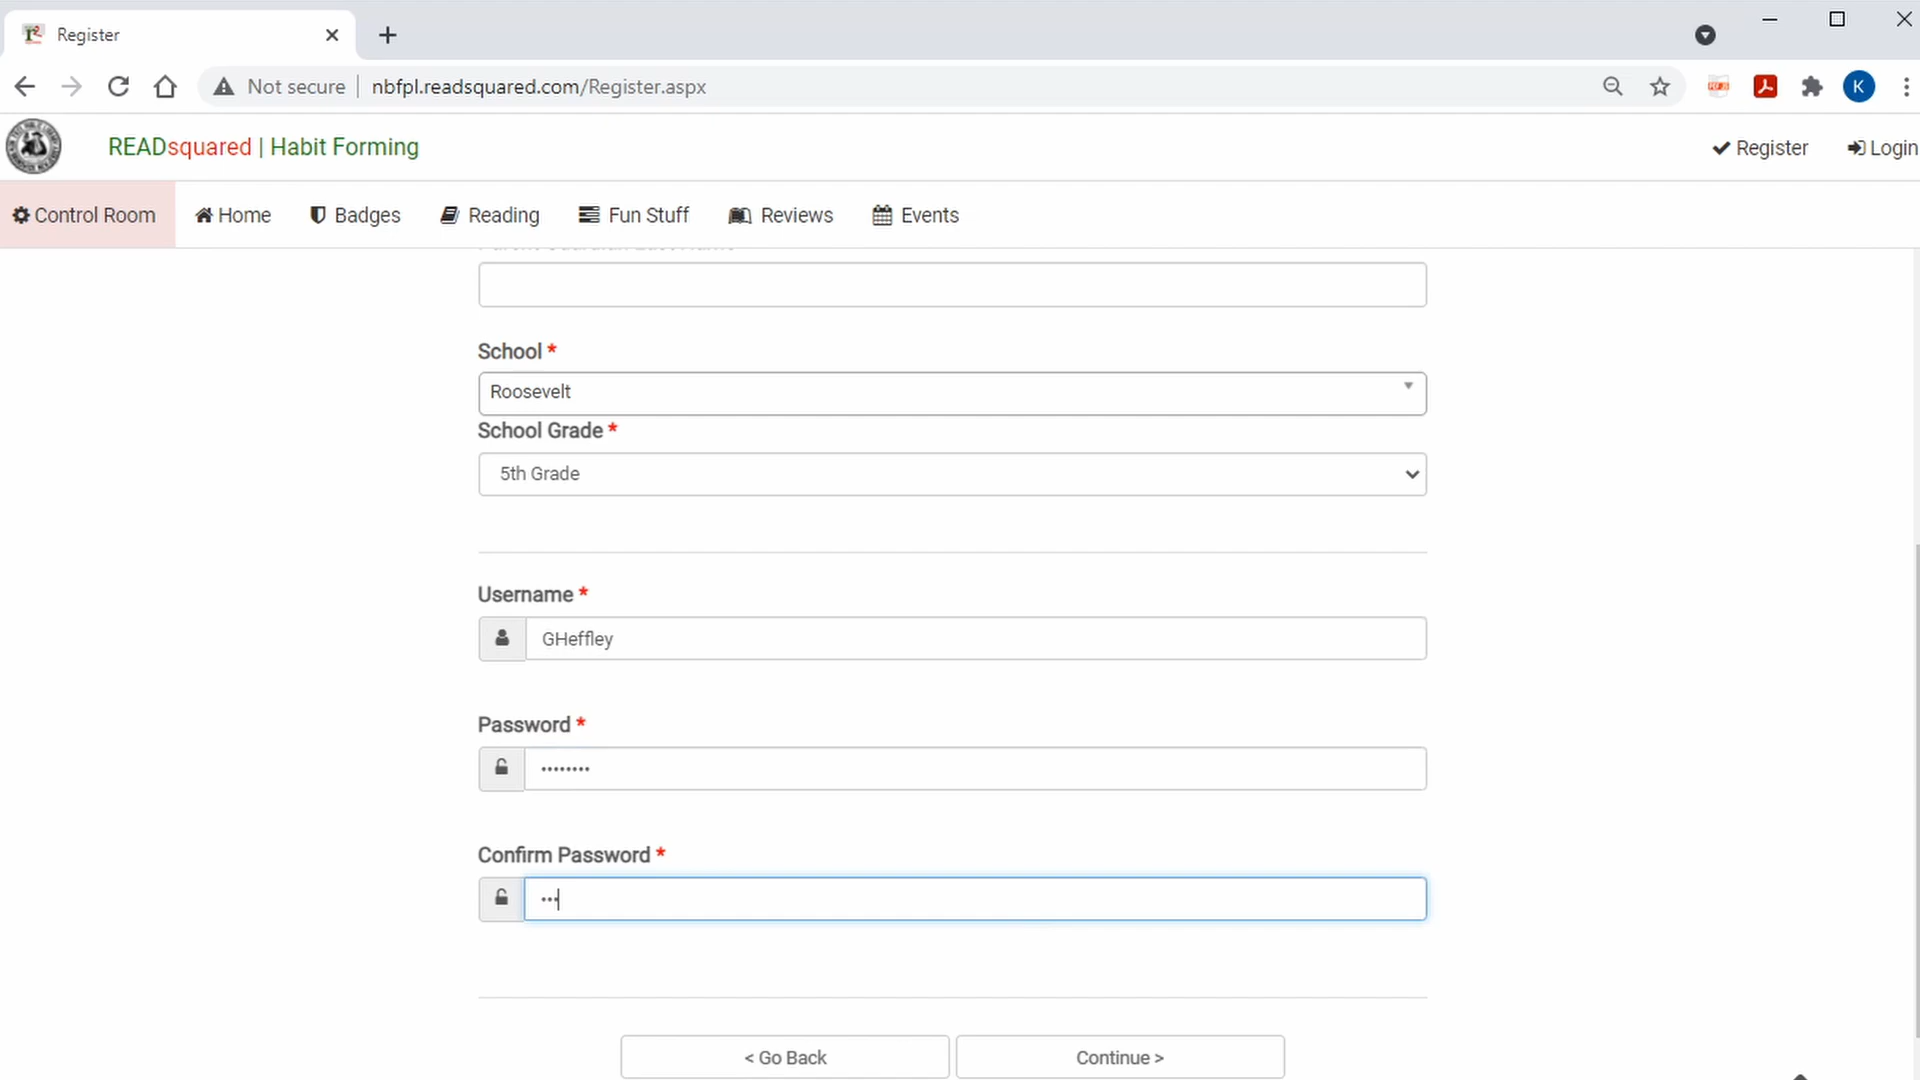 Register
Not secure
nbfpl.readsquared.com/Register.aspx
K
READsquared | Habit Forming
Register
Login
Control Room
Home
Badges
Reading
Fun Stuff
Reviews
Events
School *
Roosevelt
School Grade *
5th Grade
Username *
GHeffley
Password *
••••••••
Confirm Password *
•••
< Go Back
Continue >